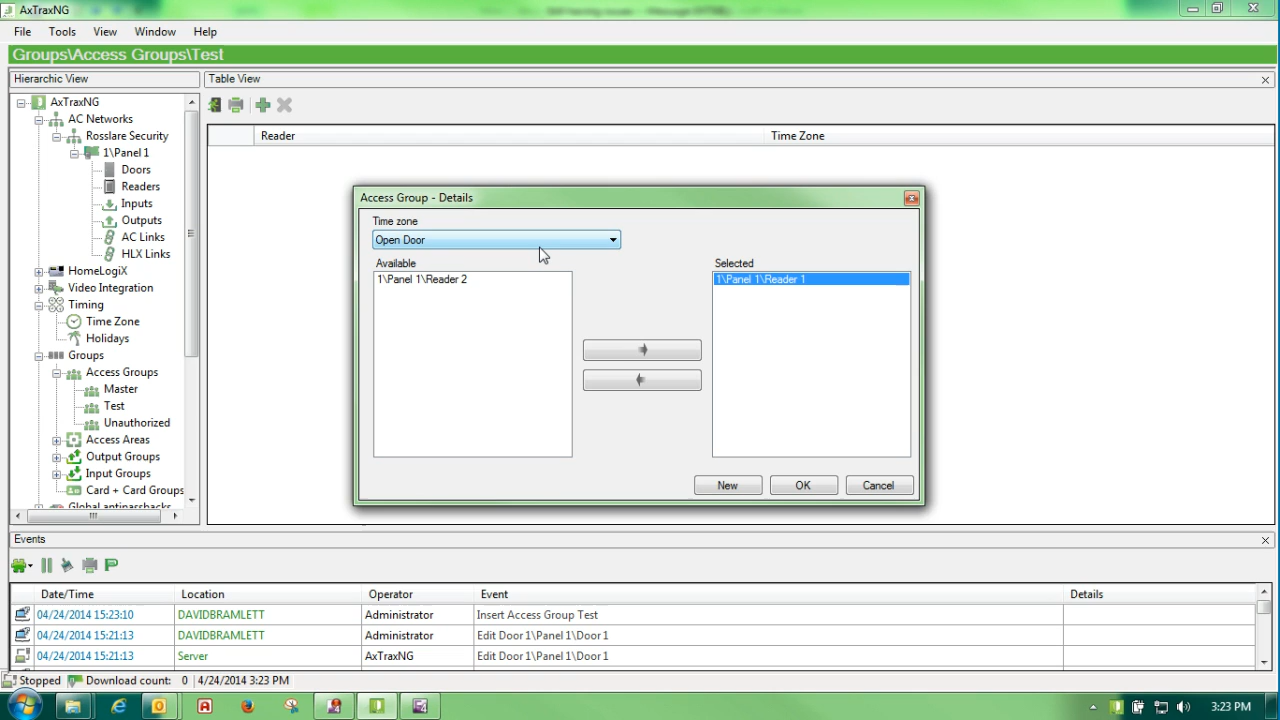 AxTraxNG
File Tools View Window Help
Groups\Access Groups\Test
Hierarchic View
Table View
AxTraxNG
AC Networks
Rosslare Security
1\Panel 1
Doors
Readers
Inputs
Outputs
AC Links
HLX Links
HomeLogiX
Video Integration
Timing
Time Zone
Holidays
Groups
Access Groups
Master
Test
Unauthorized
Access Areas
Output Groups
Input Groups
Card + Card Groups
Global antipassbacks
Reader Time Zone
Access Group - Details
Time zone
Open Door
Available
1\Panel 1\Reader 2
Selected
1\Panel 1\Reader 1
New OK Cancel
Events
Date/Time Location Operator Event Details
04/24/2014 15:23:10 DAVIDBRAMLETT Administrator Insert Access Group Test
04/24/2014 15:21:13 DAVIDBRAMLETT Administrator Edit Door 1\Panel 1\Door 1
04/24/2014 15:21:13 Server AxTraxNG Edit Door 1\Panel 1\Door 1
Stopped Download count: 0 4/24/2014 3:23 PM
3:23 PM